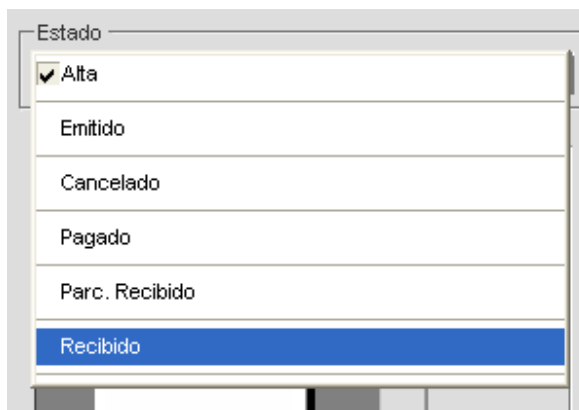 Estado
Alta
Emitido
Cancelado
Pagado
Parc. Recibido
Recibido